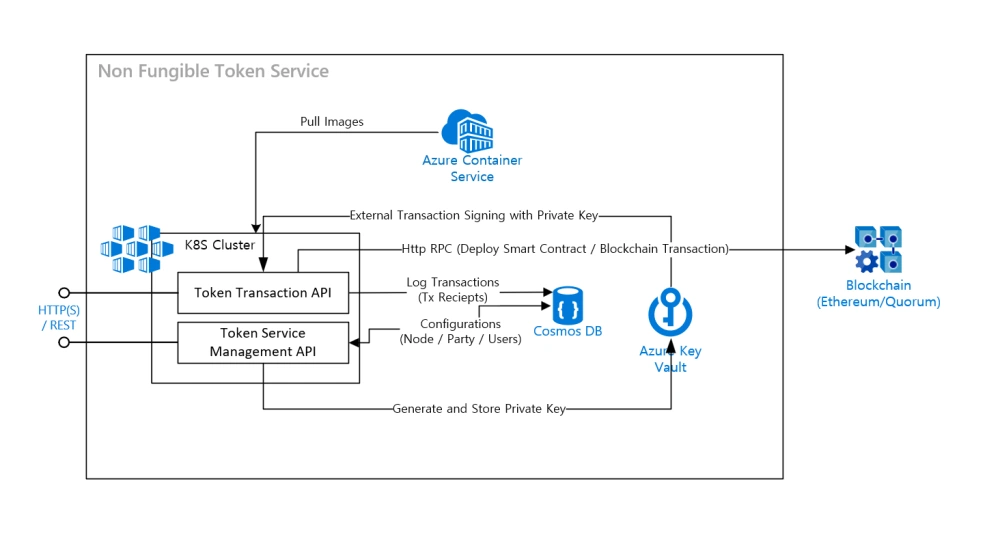 Non Fungible Token Service
Pull Images
Azure Container
Service
External Transaction Signing with Private Key
K8S Cluster
Http RPC (Deploy Smart Contract / Blockchain Transaction)
Blockchain
(Ethereum/Quorum)
HTTP(S)
/ REST
Token Transaction API
Log Transactions
(Tx Reciepts)
Token Service
Management API
Configurations
(Node / Party / Users)
Cosmos DB
Azure Key
Vault
Generate and Store Private Key